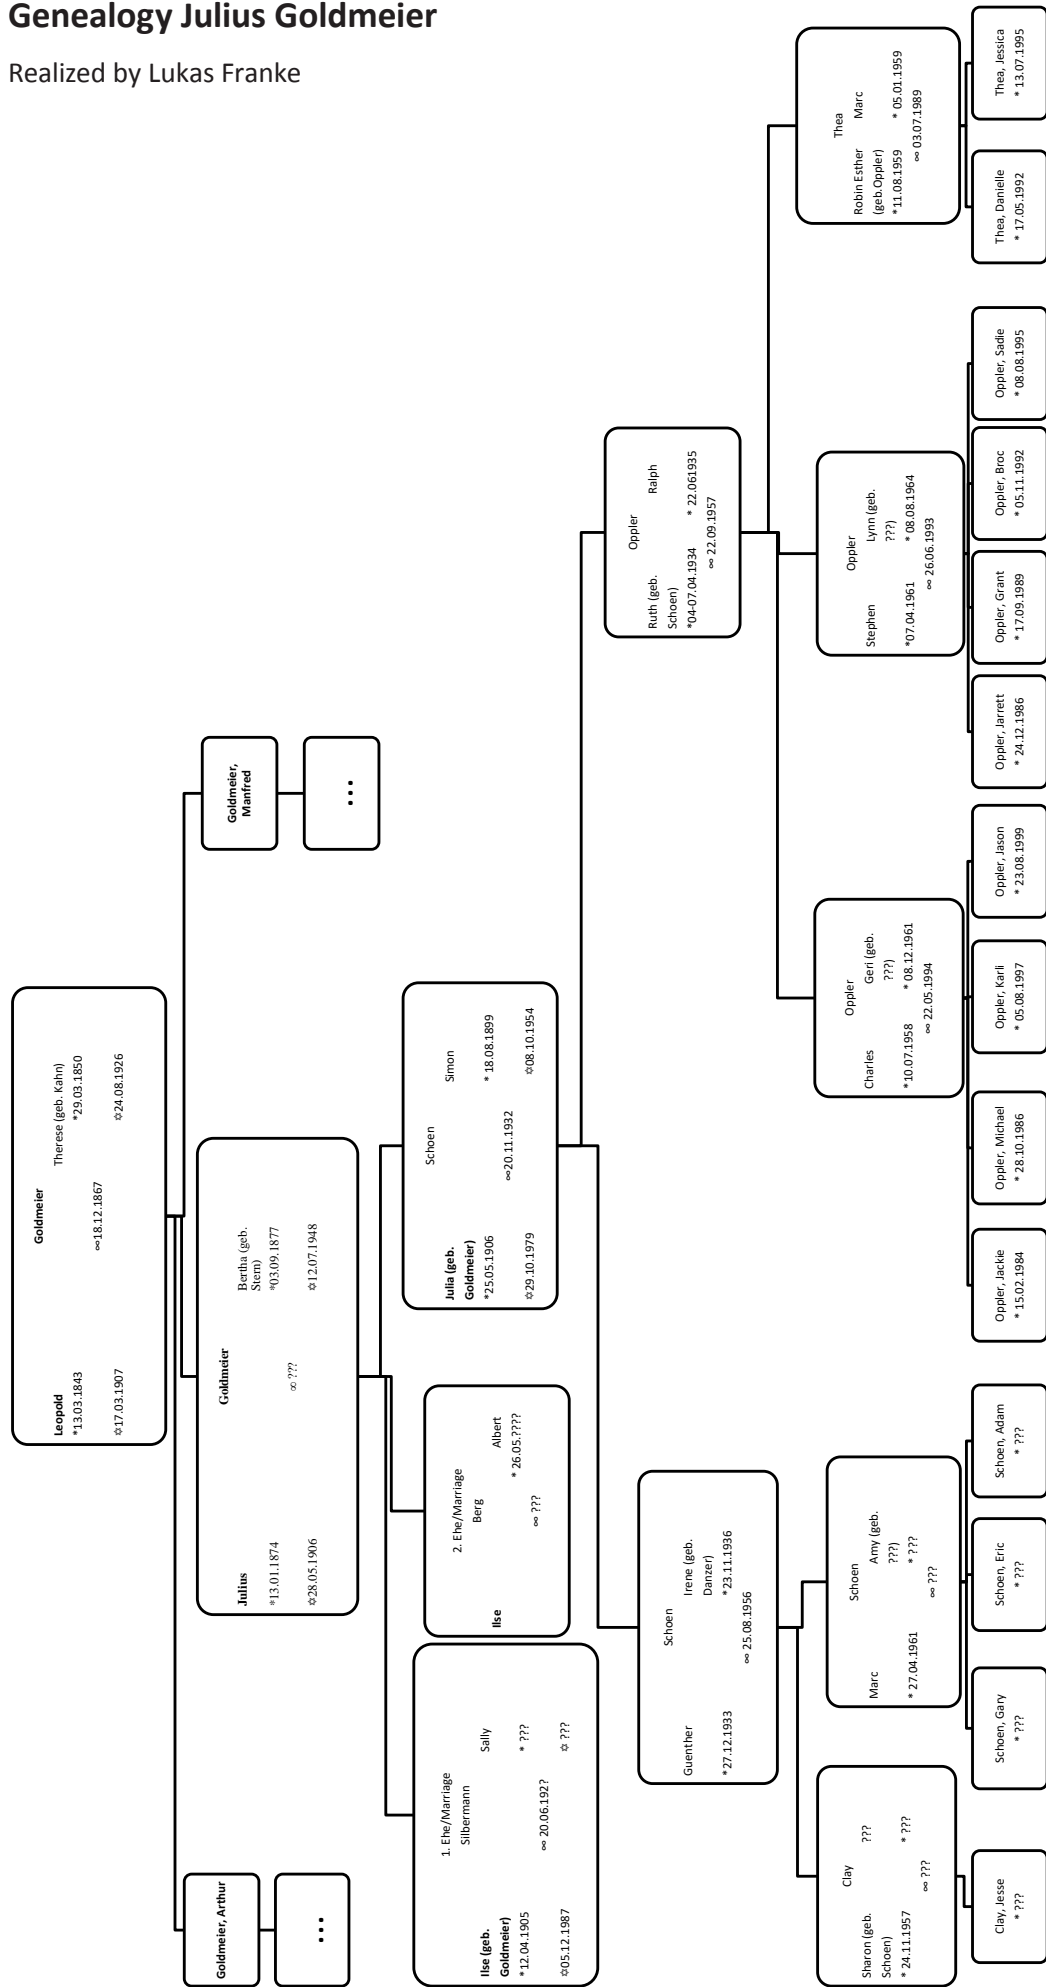 Genealogy Julius Goldmeier
Realized by Lukas Franke
Goldmeier
Leopold
Therese (geb. Kahn)
*13.03.1843
*29.03.1850
∞18.12.1867
✡17.03.1907
✡24.08.1926
Goldmeier, Arthur
...
Goldmeier
Julius
Bertha (geb.
Stern)
*13.01.1874
*03.09.1877
∞ ???
✡28.05.1906
✡12.07.1948
Goldmeier,
Manfred
...
1. Ehe/Marriage
Silbermann
Ilse (geb.
Goldmeier)
Sally
*12.04.1905
* ???
∞ 20.06.192?
✡05.12.1987
✡ ???
2. Ehe/Marriage
Berg
Ilse
Albert
* 26.05.????
∞ ???
Schoen
Julia (geb.
Goldmeier)
Simon
*25.05.1906
* 18.08.1899
∞20.11.1932
✡29.10.1979
✡08.10.1954
Schoen
Guenther
Irene (geb.
Danzer)
*27.12.1933
*23.11.1936
∞ 25.08.1956
Oppler
Ruth (geb.
Schoen)
Ralph
*04-07.04.1934
* 22.061935
∞ 22.09.1957
Clay
Sharon (geb.
Schoen)
???
* 24.11.1957
* ???
∞ ???
Schoen
Marc
Amy (geb.
???)
* 27.04.1961
* ???
∞ ???
Oppler
Charles
Geri (geb.
???)
*10.07.1958
* 08.12.1961
∞ 22.05.1994
Oppler
Stephen
Lynn (geb.
???)
*07.04.1961
* 08.08.1964
∞ 26.06.1993
Thea
Robin Esther
(geb.Oppler)
Marc
*11.08.1959
* 05.01.1959
∞ 03.07.1989
Clay, Jesse
* ???
Schoen, Gary
* ???
Schoen, Eric
* ???
Schoen, Adam
* ???
Oppler, Jackie
* 15.02.1984
Oppler, Michael
* 28.10.1986
Oppler, Karli
* 05.08.1997
Oppler, Jason
* 23.08.1999
Oppler, Jarrett
* 24.12.1986
Oppler, Grant
* 17.09.1989
Oppler, Broc
* 05.11.1992
Oppler, Sadie
* 08.08.1995
Thea, Danielle
* 17.05.1992
Thea, Jessica
* 13.07.1995